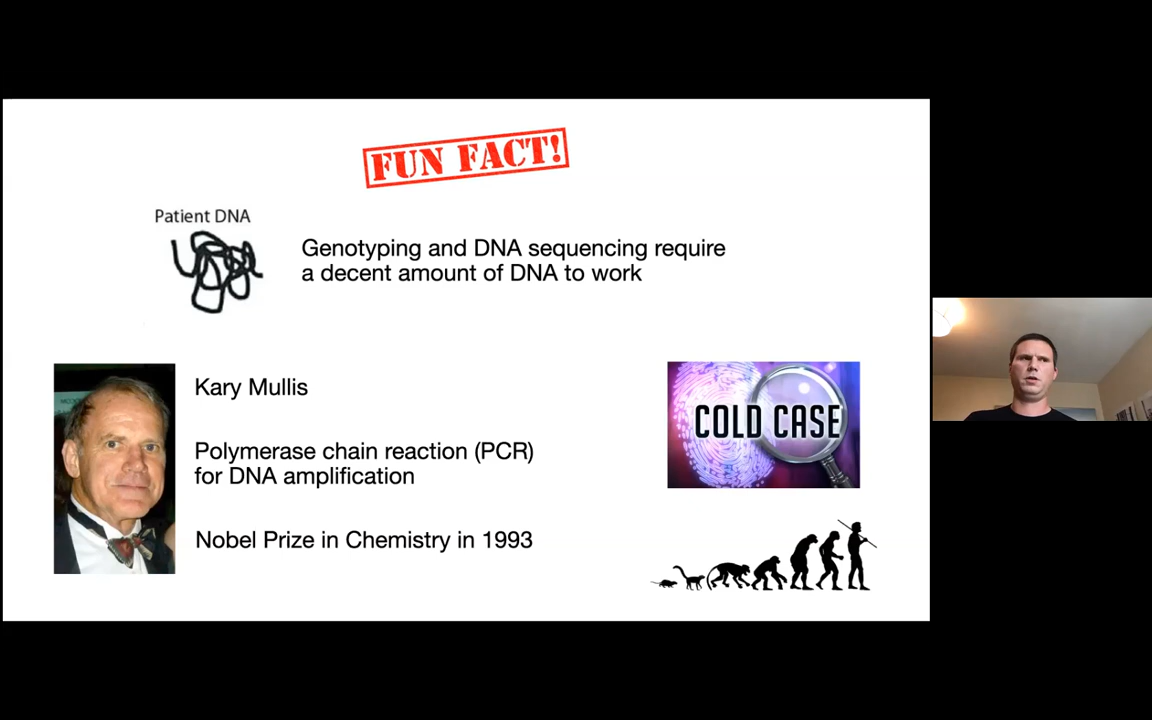 FUN FACT!
Patient DNA
Genotyping and DNA sequencing require
a decent amount of DNA to work
Kary Mullis
Polymerase chain reaction (PCR)
for DNA amplification
Nobel Prize in Chemistry in 1993
COLD CASE